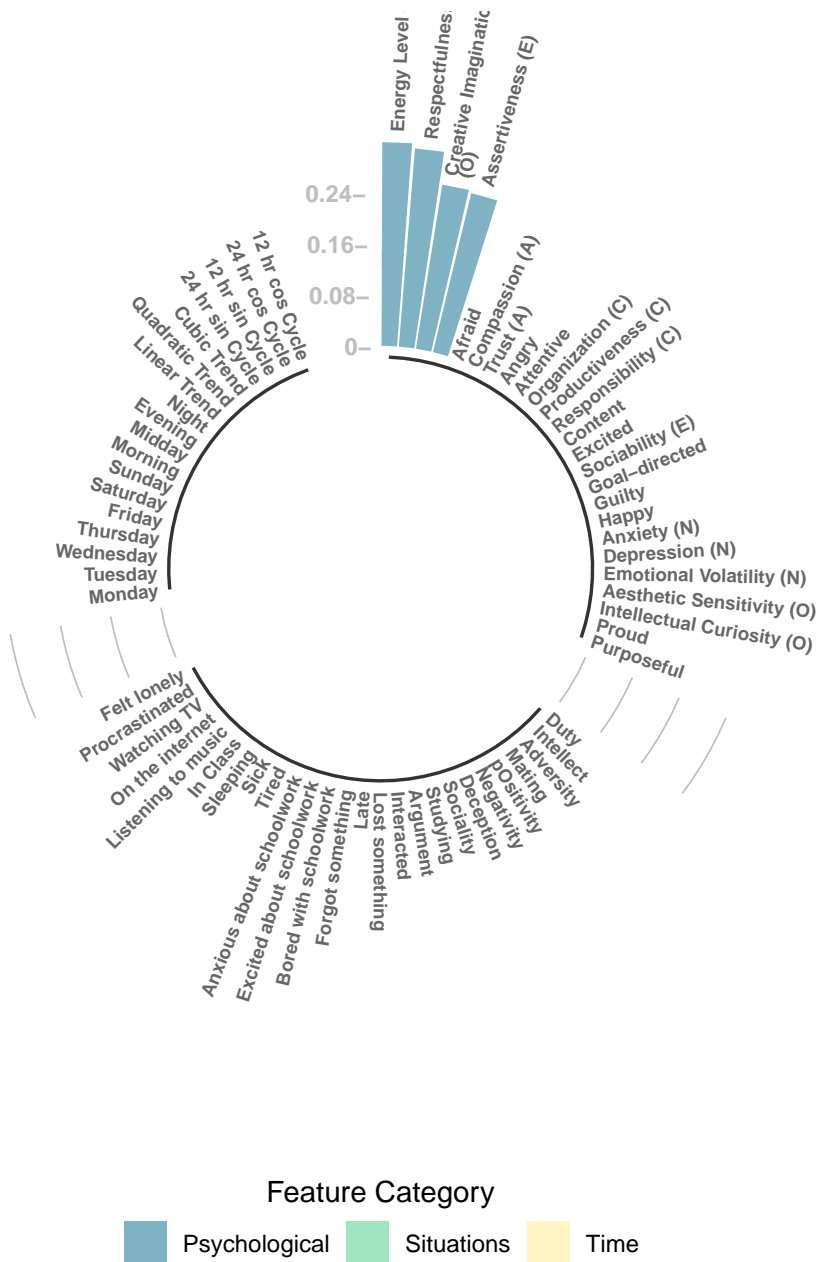 Energy Level
Respectfulness
Creative Imagination
(O)
Assertiveness (E)
0.24–
0.16–
0.08–
0–
Afraid
Compassion (A)
Trust (A)
Angry
Attentive
Organization (C)
Productiveness (C)
Responsibility (C)
Content
Excited
Sociability (E)
Goal–directed
Guilty
Happy
Anxiety (N)
Depression (N)
Emotional Volatility (N)
Aesthetic Sensitivity (O)
Intellectual Curiosity (O)
Proud
Purposeful
Duty
Intellect
Adversity
Mating
pOsitivity
Negativity
Deception
Sociality
Studying
Argument
Interacted
Lost something
Late
Forgot something
Bored with schoolwork
Excited about schoolwork
Anxious about schoolwork
Tired
Sick
Sleeping
In Class
Listening to music
On the internet
Watching TV
Procrastinated
Felt lonely
Monday
Tuesday
Wednesday
Thursday
Friday
Saturday
Sunday
Morning
Midday
Evening
Night
Linear Trend
Quadratic Trend
Cubic Trend
24 hr sin Cycle
12 hr sin Cycle
24 hr cos Cycle
12 hr cos Cycle
Feature Category
Psychological
Situations
Time